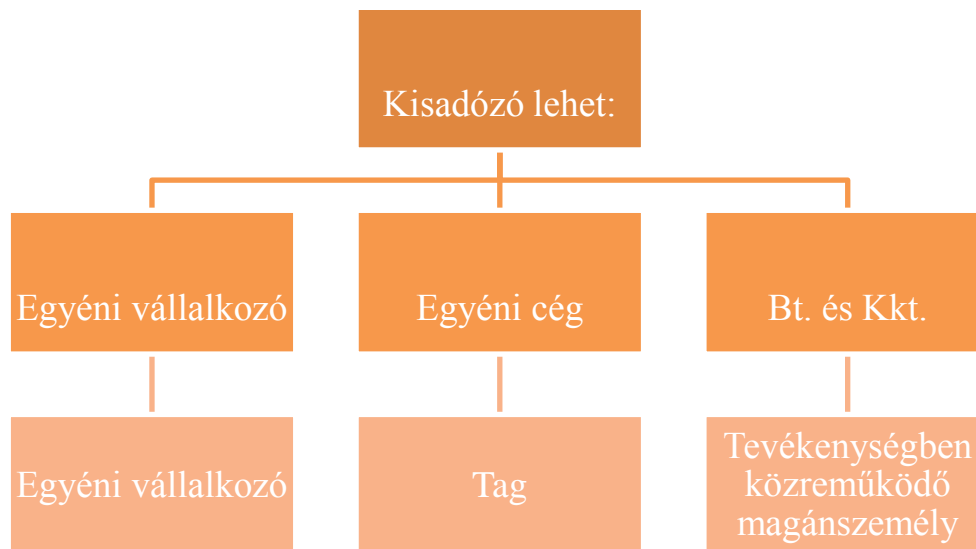 Kisadózó lehet:
Egyéni vállalkozó
Egyéni cég
Bt. és Kkt.
Egyéni vállalkozó
Tag
Tevékenységben
közreműködő
magánszemély